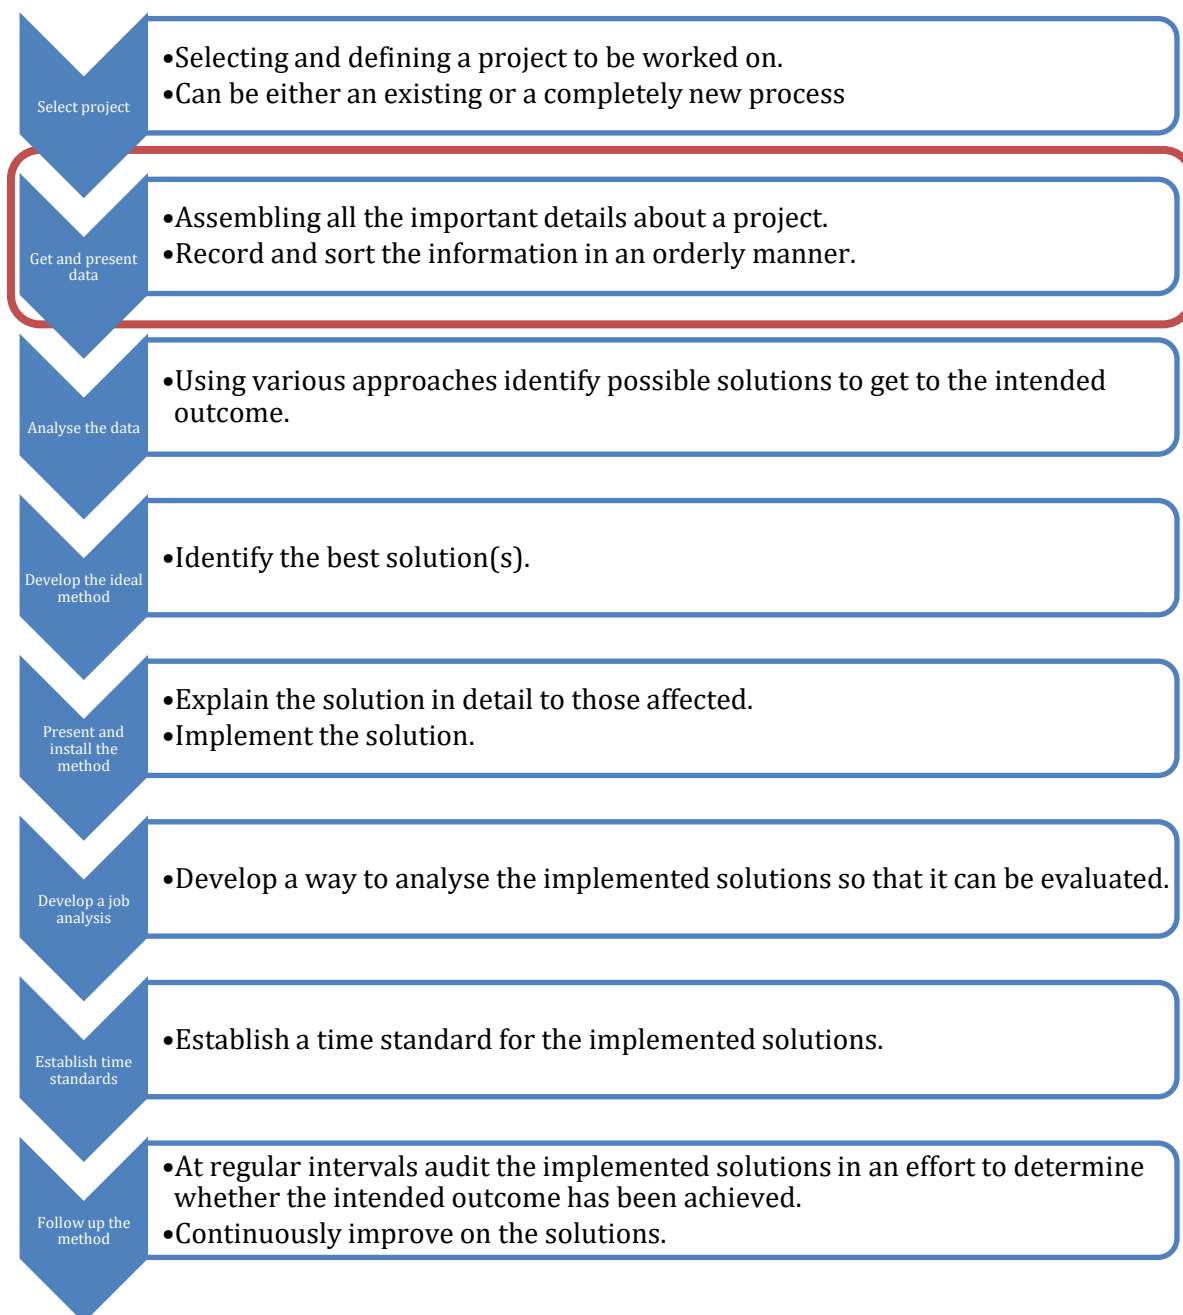 Select project
•Selecting and defining a project to be worked on.
•Can be either an existing or a completely new process
Get and present
data
•Assembling all the important details about a project.
•Record and sort the information in an orderly manner.
Analyse the data
•Using various approaches identify possible solutions to get to the intended
outcome.
Develop the ideal
method
•Identify the best solution(s).
Present and
install the
method
•Explain the solution in detail to those affected.
•Implement the solution.
Develop a job
analysis
•Develop a way to analyse the implemented solutions so that it can be evaluated.
Establish time
standards
•Establish a time standard for the implemented solutions.
Follow up the
method
•At regular intervals audit the implemented solutions in an effort to determine
whether the intended outcome has been achieved.
•Continuously improve on the solutions.